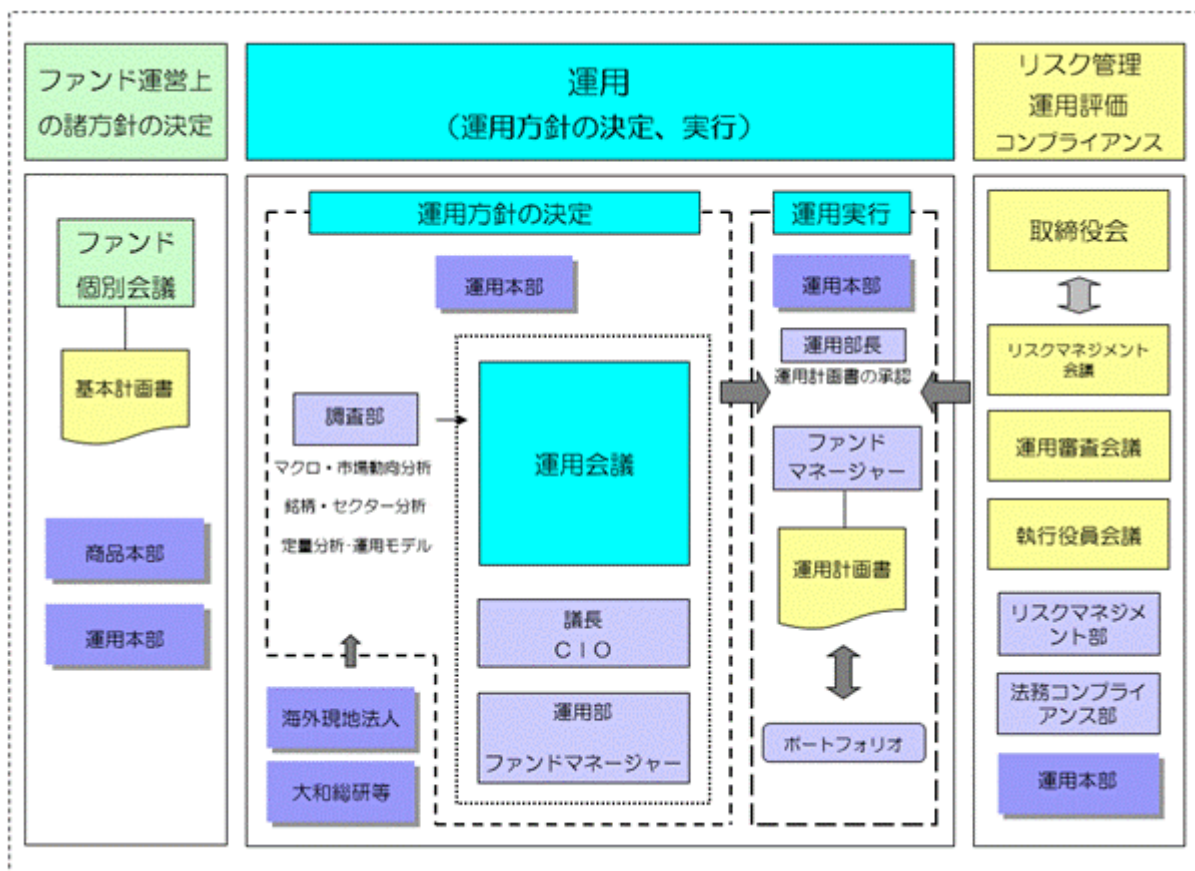 ファンド運営上
の諸方針の決定
ファンド
個別会議
基本計画書
商品本部
運用本部
運用
（運用方針の決定、実行）
運用方針の決定
運用本部
調査部
マクロ・市場動向分析
銘柄・セクター分析
定量分析・運用モデル
運用会議
議長
ＣＩＯ
運用部
ファンドマネージャー
海外現地法人
大和総研等
運用実行
運用本部
運用部長
運用計画書の承認
ファンド
マネージャー
運用計画書
ポートフォリオ
リスク管理
運用評価
コンプライアンス
取締役会
リスクマネジメント
会議
運用審査会議
執行役員会議
リスクマネジメ
ント部
法務コンプライ
アンス部
運用本部